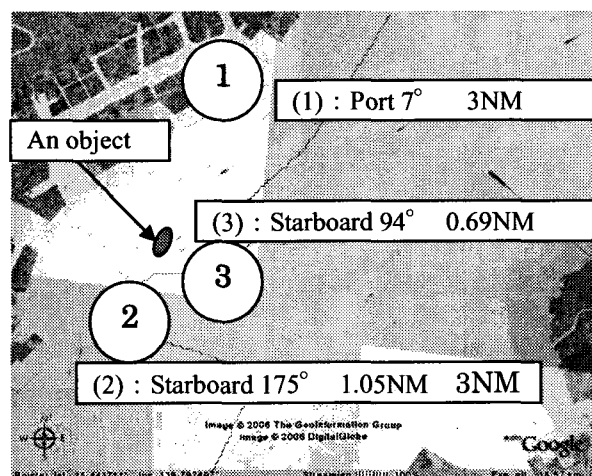 1
(1) : Port 7° 3NM
An object
(3) : Starboard 94° 0.69NM
3
2
(2) : Starboard 175° 1.05NM 3NM
Image © 2006 The GeoInformation Group
Image © 2006 DigitalGlobe
W E
Google